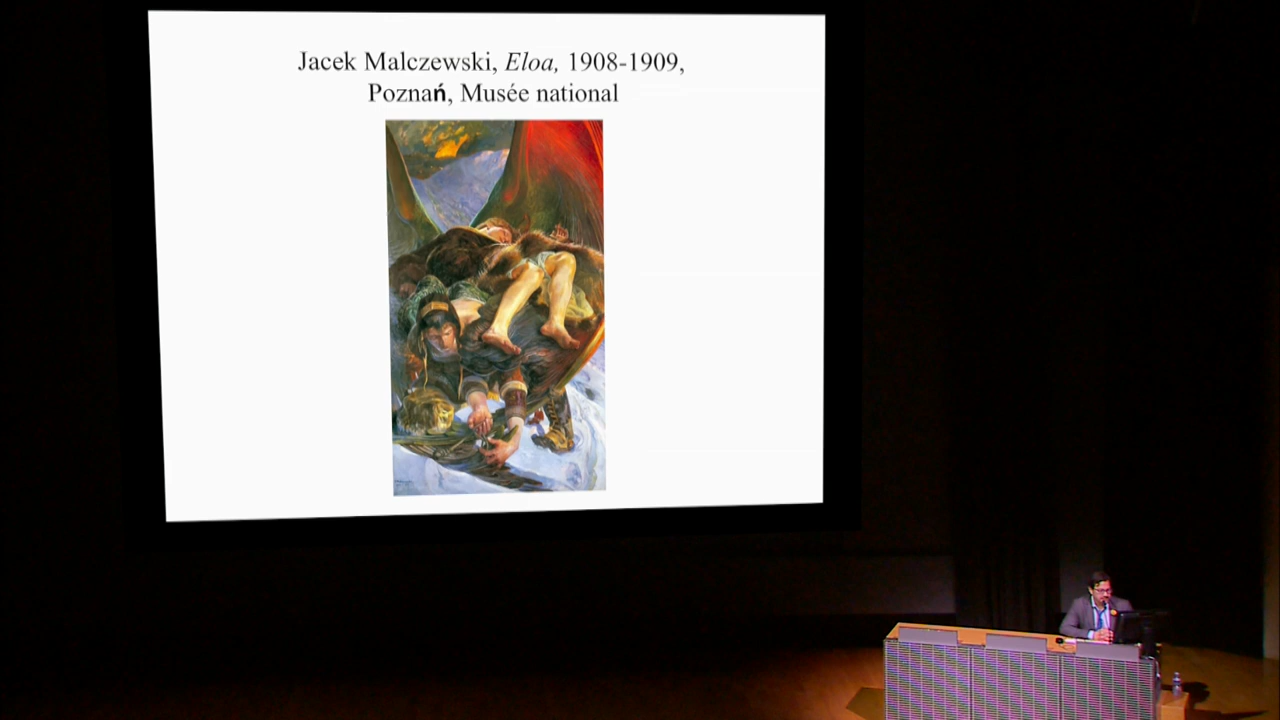 Jacek Malczewski, Eloa, 1908-1909,
Poznań, Musée national